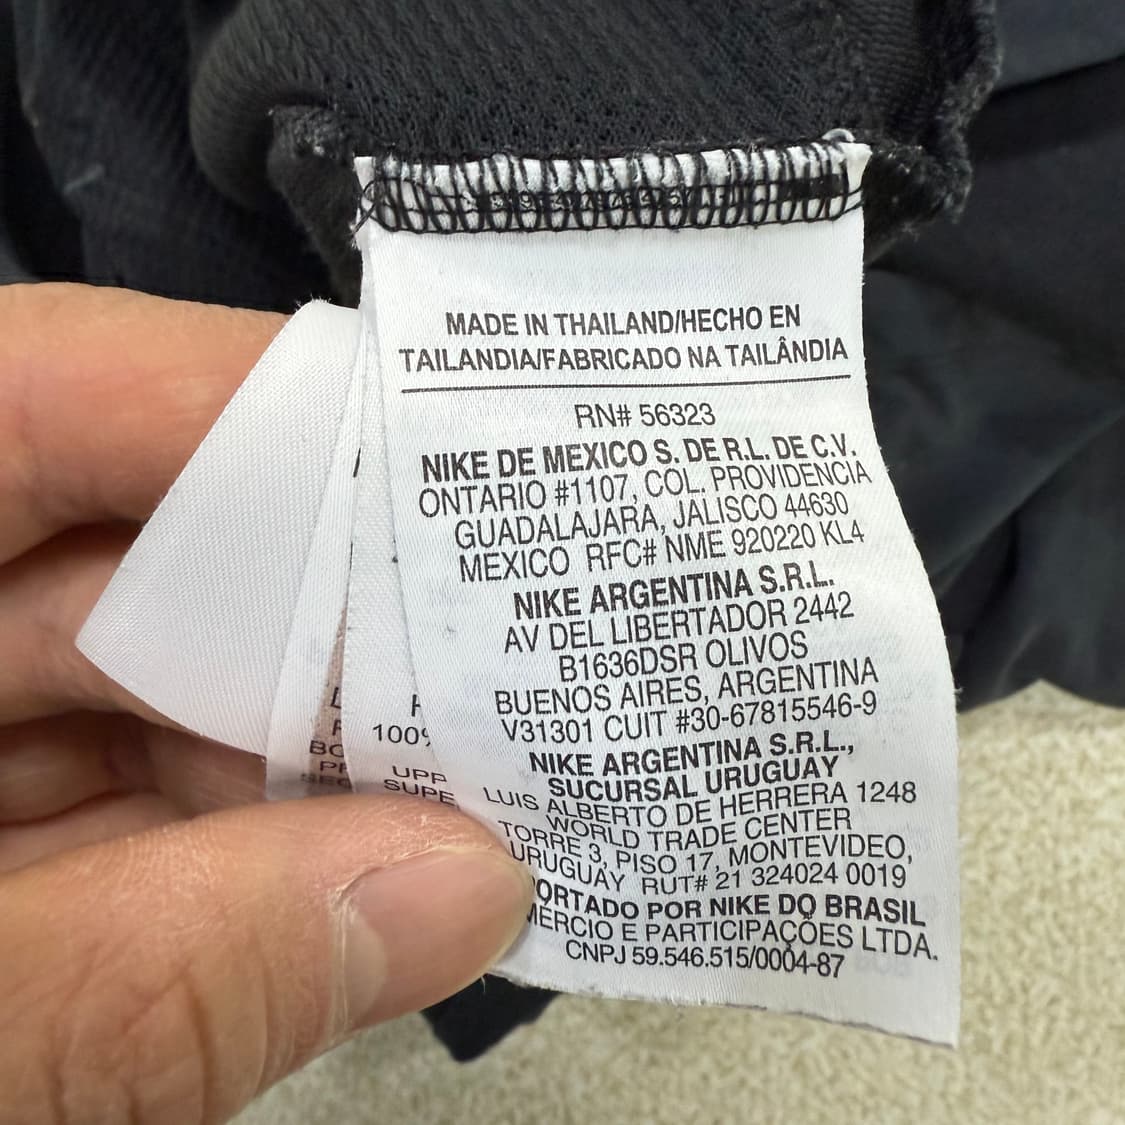 MADE IN THAILAND/HECHO EN
TAILANDIA/FABRICADO NA TAILÂNDIA
RN# 56323
NIKE DE MEXICO S. DE R.L. DE C.V.
ONTARIO #1107, COL. PROVIDENCIA
GUADALAJARA, JALISCO 44630
MEXICO RFC# NME 920220 KL4
NIKE ARGENTINA S.R.L.
AV DEL LIBERTADOR 2442
B1636DSR OLIVOS
BUENOS AIRES, ARGENTINA
V31301 CUIT #30-67815546-9
NIKE ARGENTINA S.R.L.,
SUCURSAL URUGUAY
LUIS ALBERTO DE HERRERA 1248
WORLD TRADE CENTER
TORRE 3, PISO 17, MONTEVIDEO,
URUGUAY RUT# 21 324024 0019
PORTADO POR NIKE DO BRASIL
MÉRCIO E PARTICIPAÇÕES LTDA.
CNPJ 59.546.515/0004-87
100%
UPP
SUPE